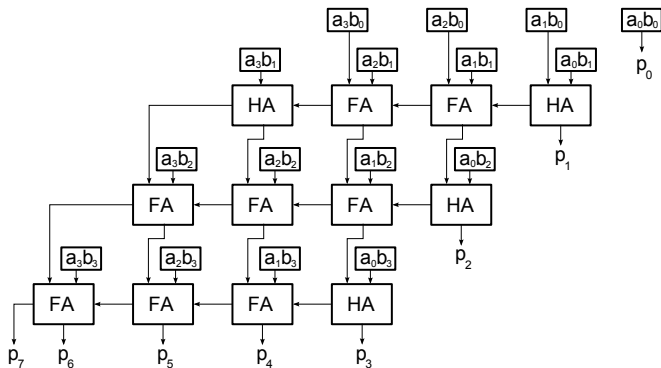 a₃b₀ a₂b₀ a₁b₀ a₀b₀
a₃b₁ a₂b₁ a₁b₁ a₀b₁ p₀
HA FA FA HA
p₁
a₃b₂ a₂b₂ a₁b₂ a₀b₂
FA FA FA HA
p₂
a₃b₃ a₂b₃ a₁b₃ a₀b₃
FA FA FA HA
p₇ p₆ p₅ p₄ p₃